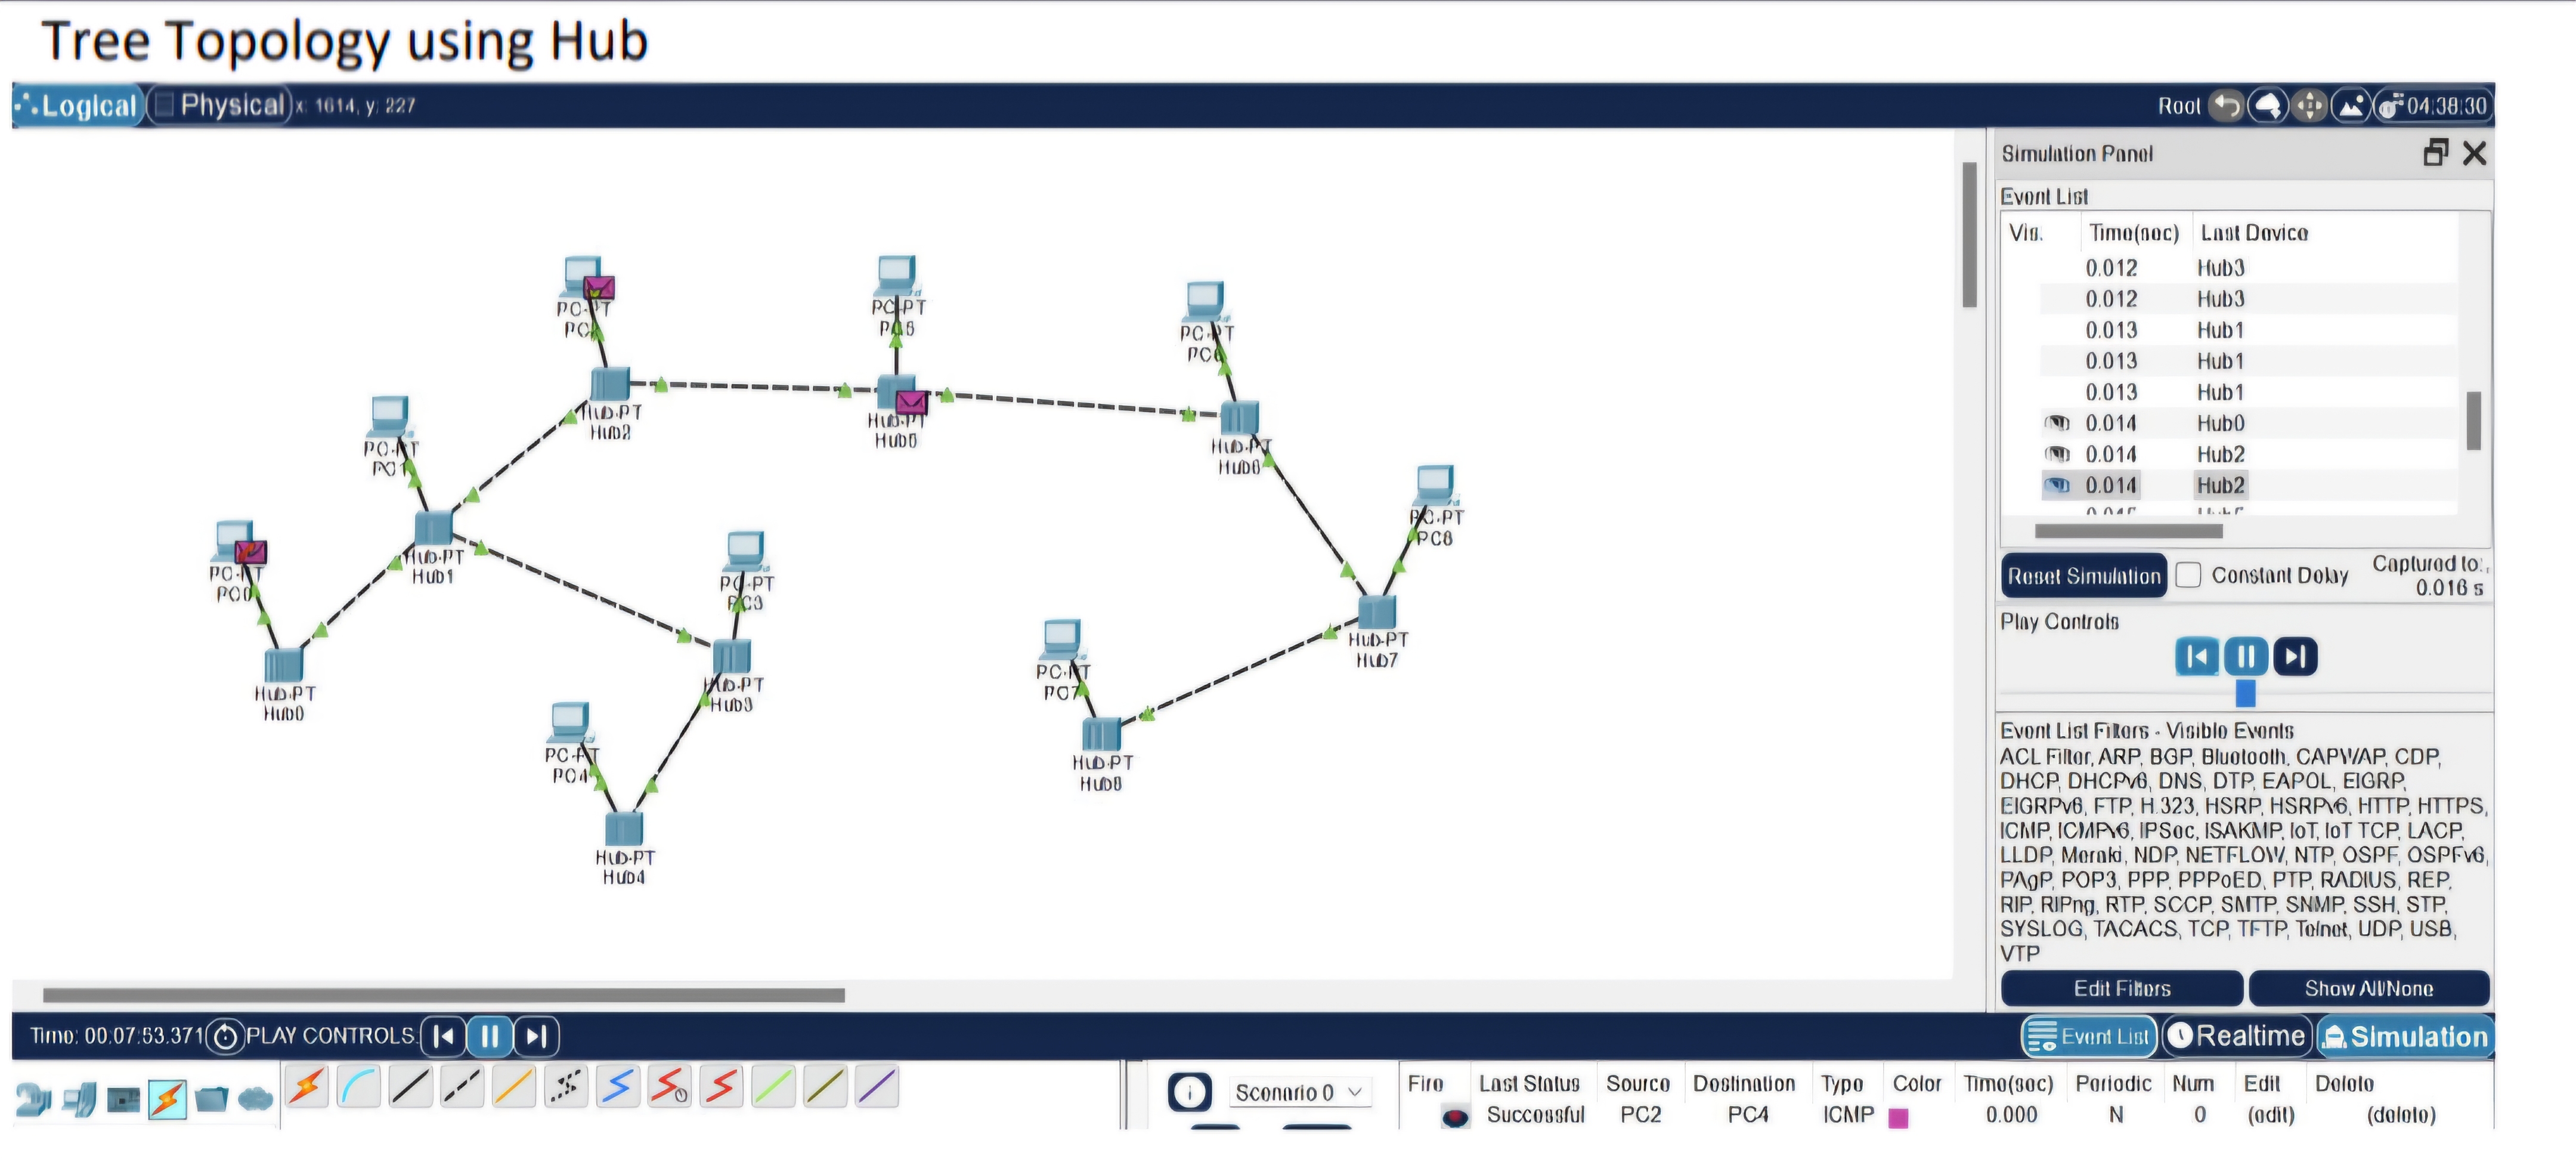 Tree Topology using Hub
Logical Physical x: 1614, y: 227
Root 04:38:30
Simulation Panel
Event List
Vis. Time(sec) Last Device
0.012 Hub3
0.012 Hub3
0.013 Hub1
0.013 Hub1
0.013 Hub1
0.014 Hub0
0.014 Hub2
0.014 Hub2
Reset Simulation Constant Delay Captured to:
0.016 s
Play Controls
Event List Filters - Visible Events
ACL Filter, ARP, BGP, Bluetooth, CAPWAP, CDP,
DHCP, DHCPv6, DNS, DTP, EAPOL, EIGRP,
EIGRPv6, FTP, H.323, HSRP, HSRPv6, HTTP, HTTPS,
ICMP, ICMPv6, IPSec, ISAKMP, IoT, IoT TCP, LACP,
LLDP, Meraki, NDP, NETFLOW, NTP, OSPF, OSPFv6,
PAgP, POP3, PPP, PPPoED, PTP, RADIUS, REP,
RIP, RIPng, RTP, SCCP, SMTP, SNMP, SSH, STP,
SYSLOG, TACACS, TCP, TFTP, Telnet, UDP, USB,
VTP
Edit Filters Show All/None
PC-PT
PC-PT
PC-PT
PC6
Hub-PT
Hub2
Hub-PT
Hub-PT
Hub6
PC-PT
PC1
Hub-PT
Hub1
PC-PT
PC0
PC-PT
PC3
PC-PT
PC8
Hub-PT
Hub0
Hub-PT
Hub3
PC-PT
PC7
Hub-PT
Hub7
PC-PT
PC4
Hub-PT
Hub8
Hub-PT
Hub4
Time: 00:07:53.371 PLAY CONTROLS:
Event List Realtime Simulation
Scenario 0
Fire Last Status Source Destination Type Color Time(sec) Periodic Num Edit Delete
Successful PC2 PC4 ICMP 0.000 N 0 (edit) (delete)